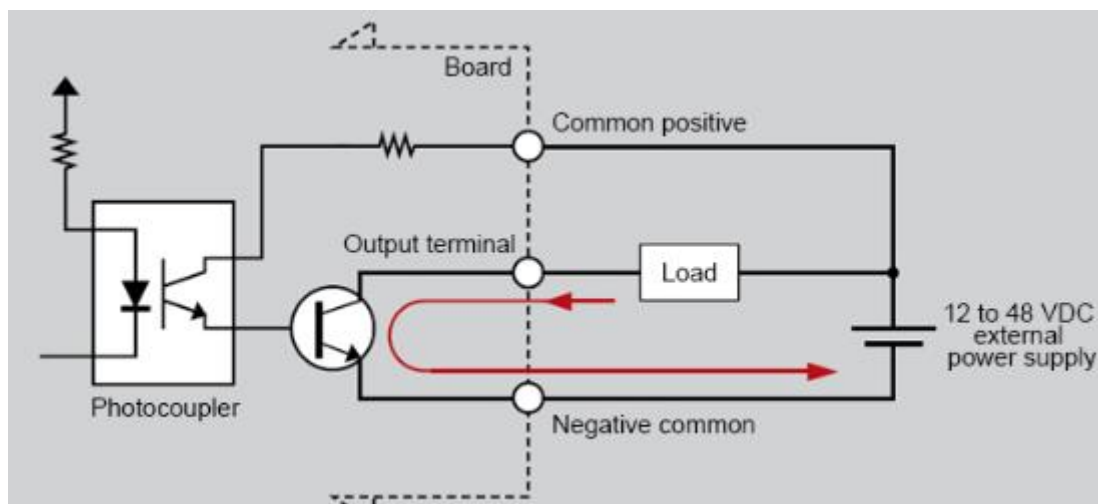 Board
Common positive
Output terminal
Load
12 to 48 VDC
external
power supply
Photocoupler
Negative common